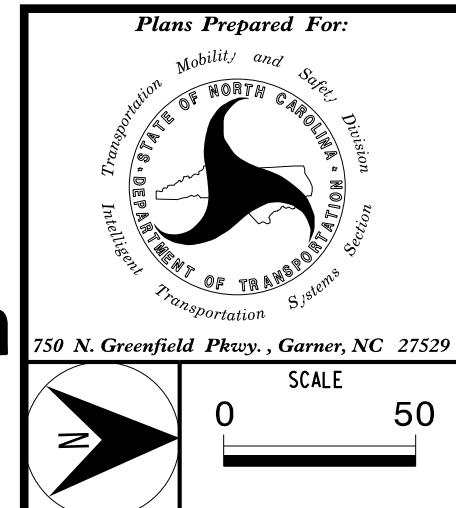 Plans Prepared For:
Transportation Mobility and Safety Division
STATE OF NORTH CAROLINA
DEPARTMENT OF TRANSPORTATION
Intelligent Transportation Systems Section
750 N. Greenfield Pkwy. , Garner, NC 27529
N
SCALE
0 50